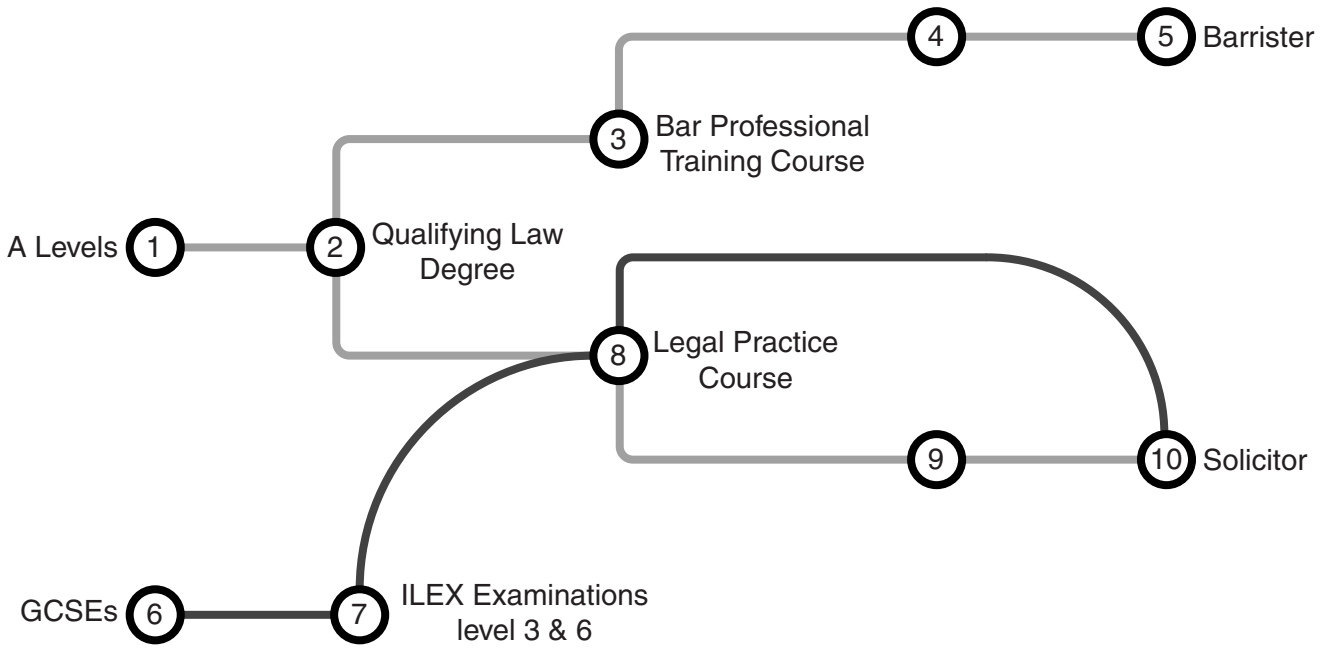 4
5 Barrister
3 Bar Professional
Training Course
A Levels 1
2 Qualifying Law
Degree
8 Legal Practice
Course
9
10 Solicitor
GCSEs 6
7 ILEX Examinations
level 3 & 6